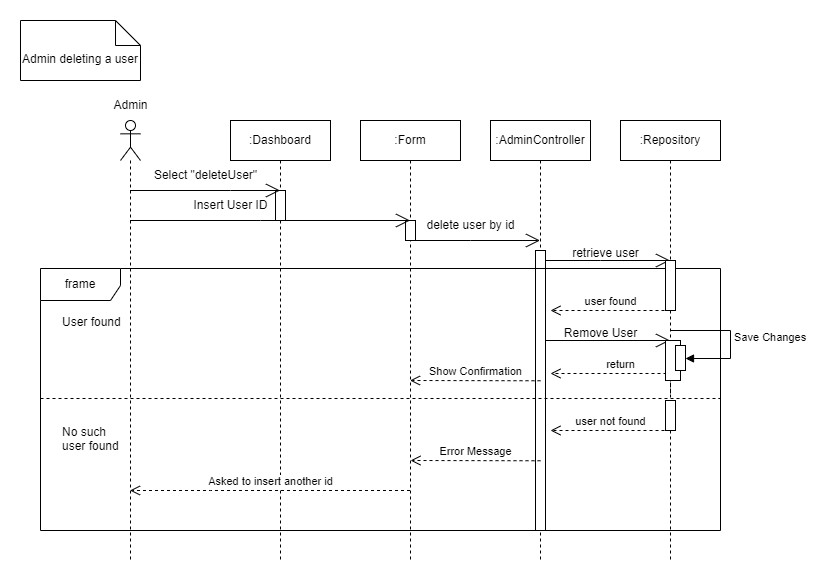 Admin deleting a user
Admin
:Dashboard
:Form
:AdminController
:Repository
Select "deleteUser"
Insert User ID
delete user by id
retrieve user
frame
user found
User found
Remove User
Save Changes
return
Show Confirmation
user not found
No such
user found
Error Message
Asked to insert another id